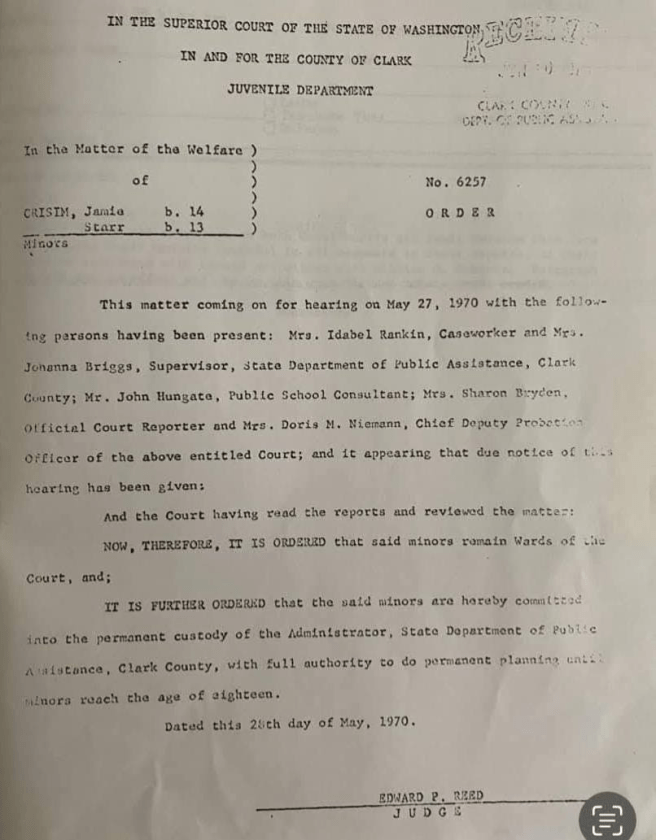 IN THE SUPERIOR COURT OF THE STATE OF WASHINGTON
IN AND FOR THE COUNTY OF CLARK
JUVENILE DEPARTMENT
CLARK COUNTY
DEPT. OF PUBLIC
In the Matter of the Welfare )
)
of )
)
CRISIM, Jamie b. 14 )
Starr b. 13 )
Minors
No. 6257
O R D E R
This matter coming on for hearing on May 27, 1970 with the follow-
ing persons having been present: Mrs. Idabel Rankin, Caseworker and Mrs.
Johanna Briggs, Supervisor, State Department of Public Assistance, Clark
County; Mr. John Hungate, Public School Consultant; Mrs. Sharon Bryden,
Official Court Reporter and Mrs. Doris M. Niemann, Chief Deputy Probation
Officer of the above entitled Court; and it appearing that due notice of this
hearing has been given:
And the Court having read the reports and reviewed the matter:
NOW, THEREFORE, IT IS ORDERED that said minors remain Wards of the
Court, and;
IT IS FURTHER ORDERED that the said minors are hereby committed
into the permanent custody of the Administrator, State Department of Public
Assistance, Clark County, with full authority to do permanent planning until
minors reach the age of eighteen.
Dated this 28th day of May, 1970.
EDWARD P. REED
J U D G E